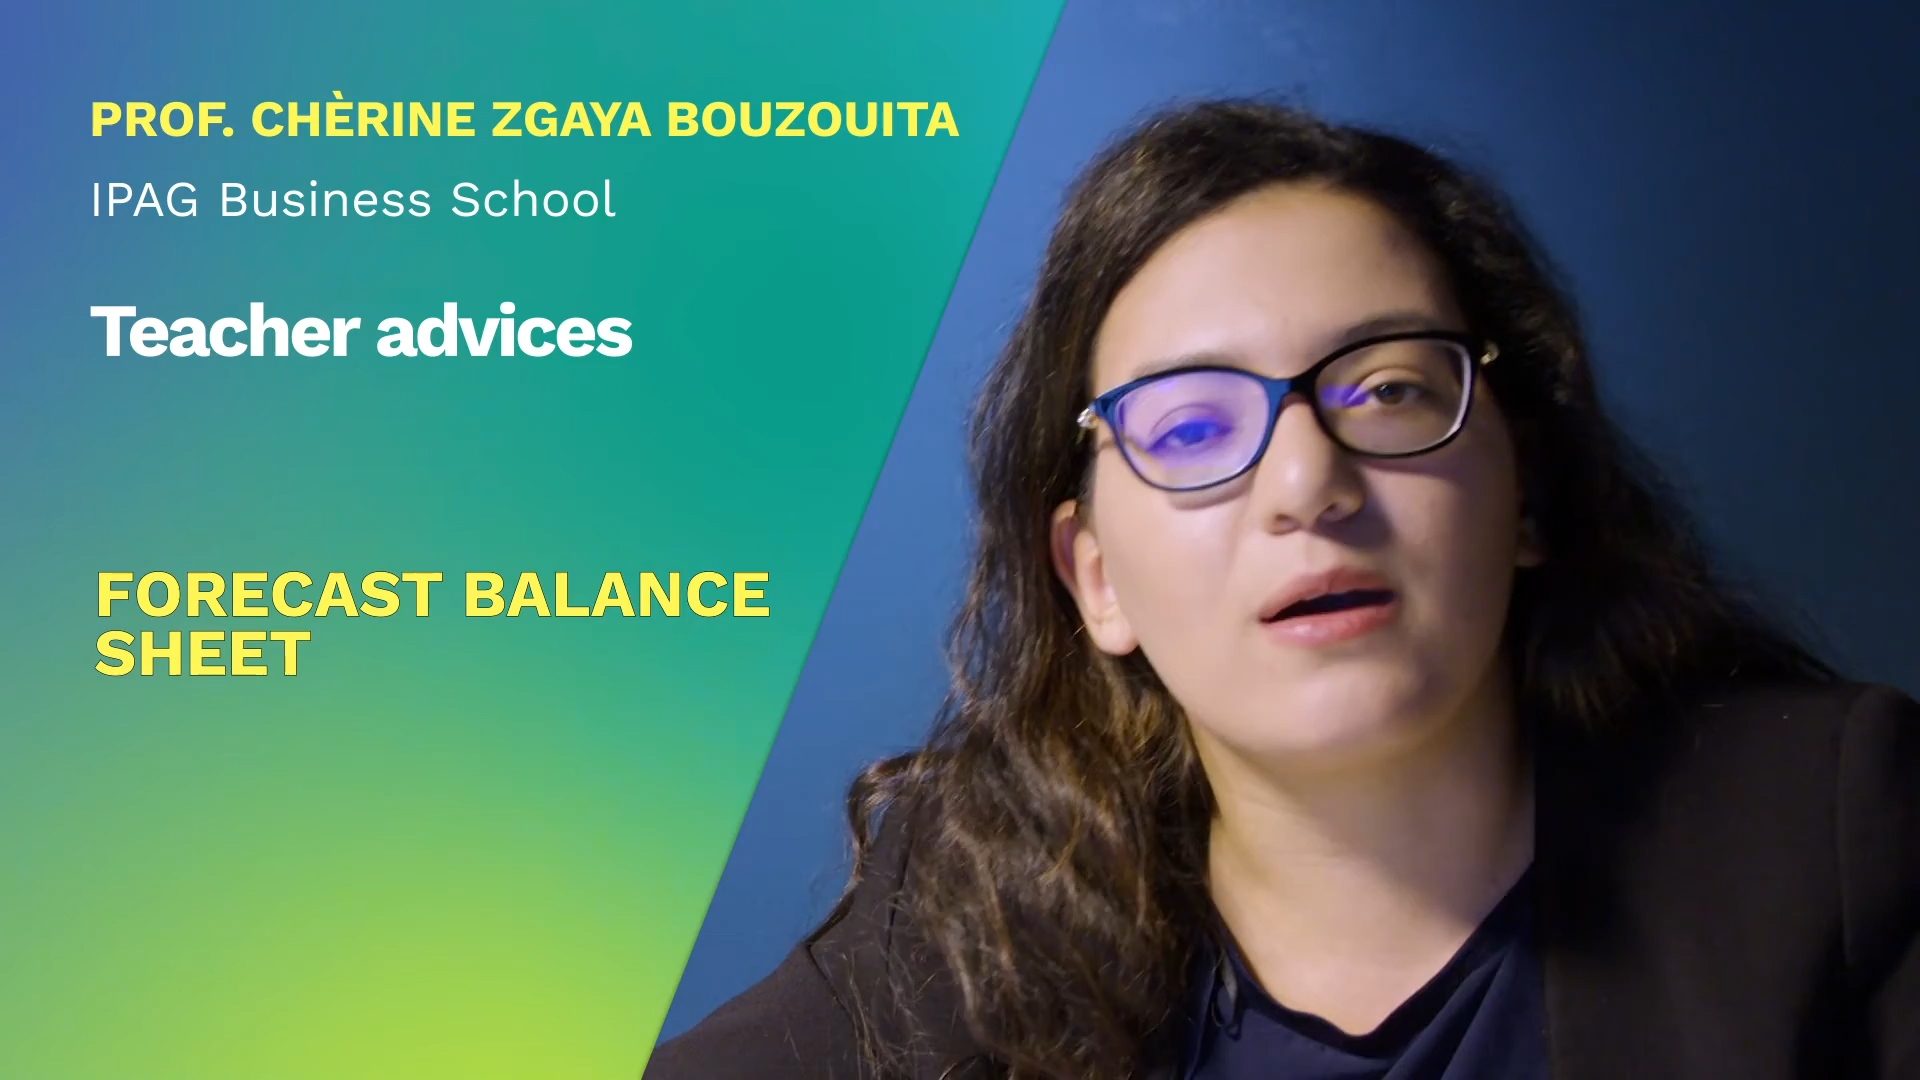 PROF. CHÈRINE ZGAYA BOUZOUITA
IPAG Business School
Teacher advices
FORECAST BALANCE
SHEET